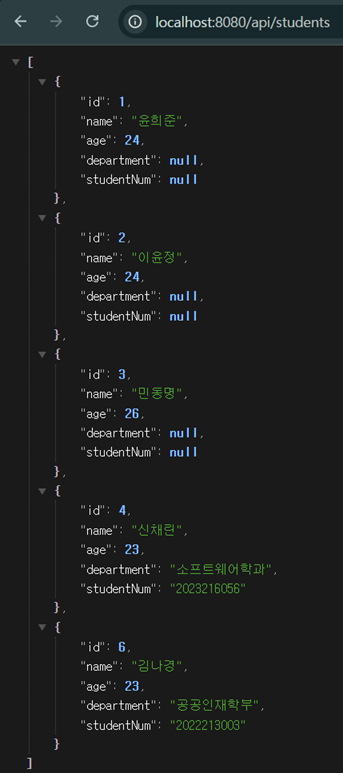 localhost:8080/api/students
[
{
"id": 1,
"name": "윤희준",
"age": 24,
"department": null,
"studentNum": null
},
{
"id": 2,
"name": "이윤정",
"age": 24,
"department": null,
"studentNum": null
},
{
"id": 3,
"name": "민동명",
"age": 26,
"department": null,
"studentNum": null
},
{
"id": 4,
"name": "신채린",
"age": 23,
"department": "소프트웨어학과",
"studentNum": "2023216056"
},
{
"id": 6,
"name": "김나경",
"age": 23,
"department": "공공인재학부",
"studentNum": "2022213003"
}
]